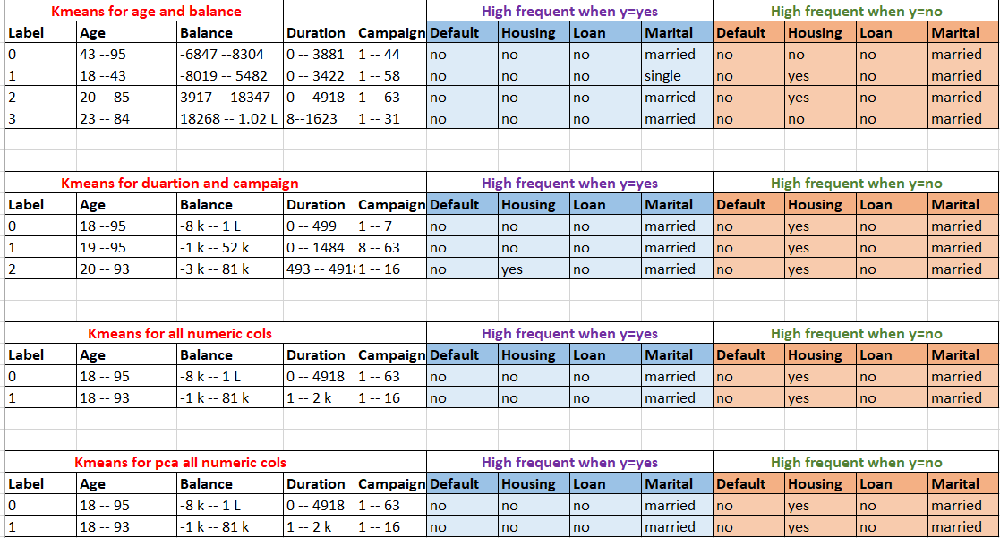 Kmeans for age and balance High frequent when y=yes High frequent when y=no
Label Age Balance Duration Campaign Default Housing Loan Marital Default Housing Loan Marital
0 43 --95 -6847 --8304 0 -- 3881 1 -- 44 no no no married no no no married
1 18 --43 -8019 -- 5482 0 -- 3422 1 -- 58 no no no single no yes no married
2 20 -- 85 3917 -- 18347 0 -- 4918 1 -- 63 no no no married no yes no married
3 23 -- 84 18268 -- 1.02 L 8--1623 1 -- 31 no no no married no no no married
Kmeans for duartion and campaign High frequent when y=yes High frequent when y=no
Label Age Balance Duration Campaign Default Housing Loan Marital Default Housing Loan Marital
0 18 --95 -8 k -- 1 L 0 -- 499 1 -- 7 no no no married no yes no married
1 19 --95 -1 k -- 52 k 0 -- 1484 8 -- 63 no no no married no yes no married
2 20 -- 93 -3 k -- 81 k 493 -- 491 1 -- 16 no yes no married no yes no married
Kmeans for all numeric cols High frequent when y=yes High frequent when y=no
Label Age Balance Duration Campaign Default Housing Loan Marital Default Housing Loan Marital
0 18 -- 95 -8 k -- 1 L 0 -- 4918 1 -- 63 no no no married no yes no married
1 18 -- 93 -1 k -- 81 k 1 -- 2 k 1 -- 16 no no no married no yes no married
Kmeans for pca all numeric cols High frequent when y=yes High frequent when y=no
Label Age Balance Duration Campaign Default Housing Loan Marital Default Housing Loan Marital
0 18 -- 95 -8 k -- 1 L 0 -- 4918 1 -- 63 no no no married no yes no married
1 18 -- 93 -1 k -- 81 k 1 -- 2 k 1 -- 16 no no no married no yes no married